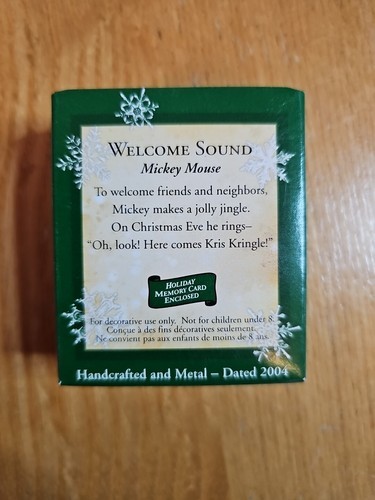 WELCOME SOUND
Mickey Mouse
To welcome friends and neighbors,
Mickey makes a jolly jingle.
On Christmas Eve he rings–
“Oh, look! Here comes Kris Kringle!”
HOLIDAY
MEMORY CARD
ENCLOSED
For decorative use only. Not for children under 8.
Conçue à des fins décoratives seulement.
Ne convient pas aux enfants de moins de 8 ans.
Handcrafted and Metal – Dated 2004